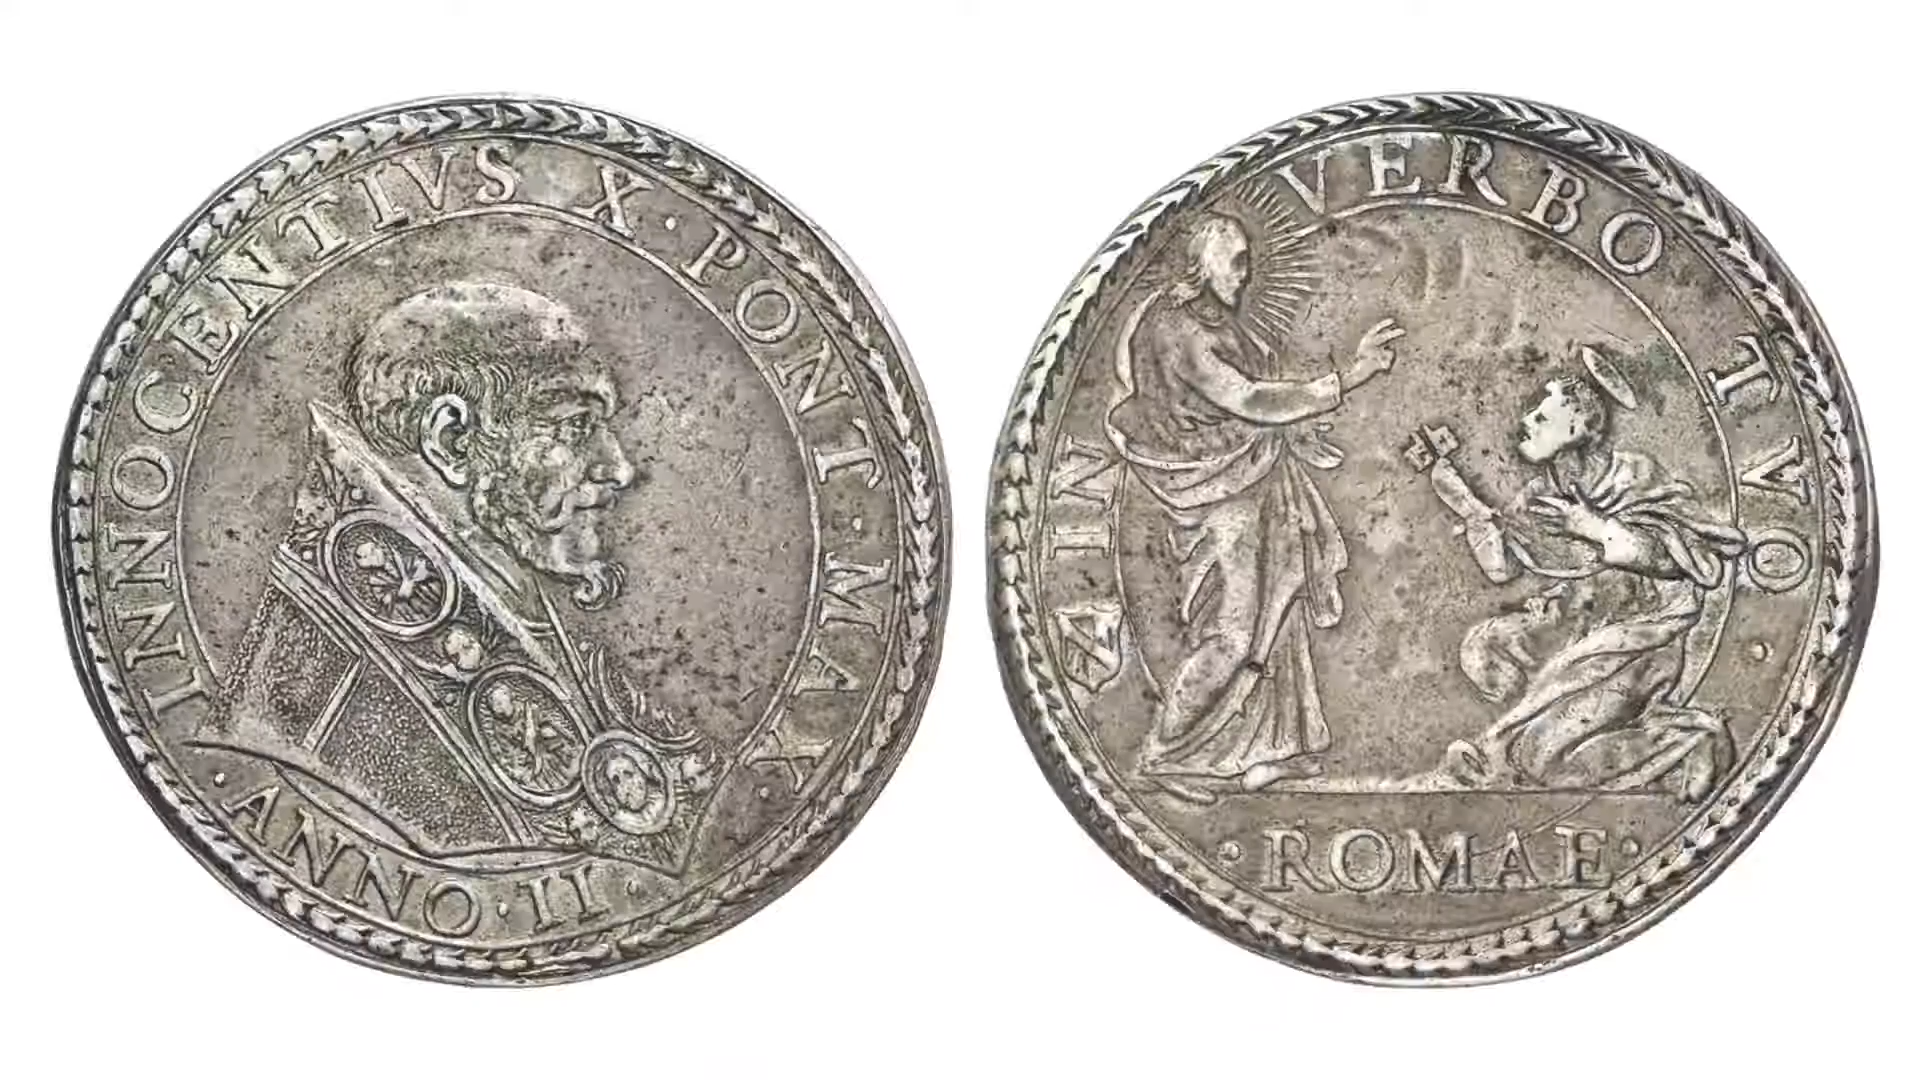 INNOCENTIVS X · PONT · MAX ·
· ANNO · II ·
IN VERBO TVO ·
· ROMAE ·